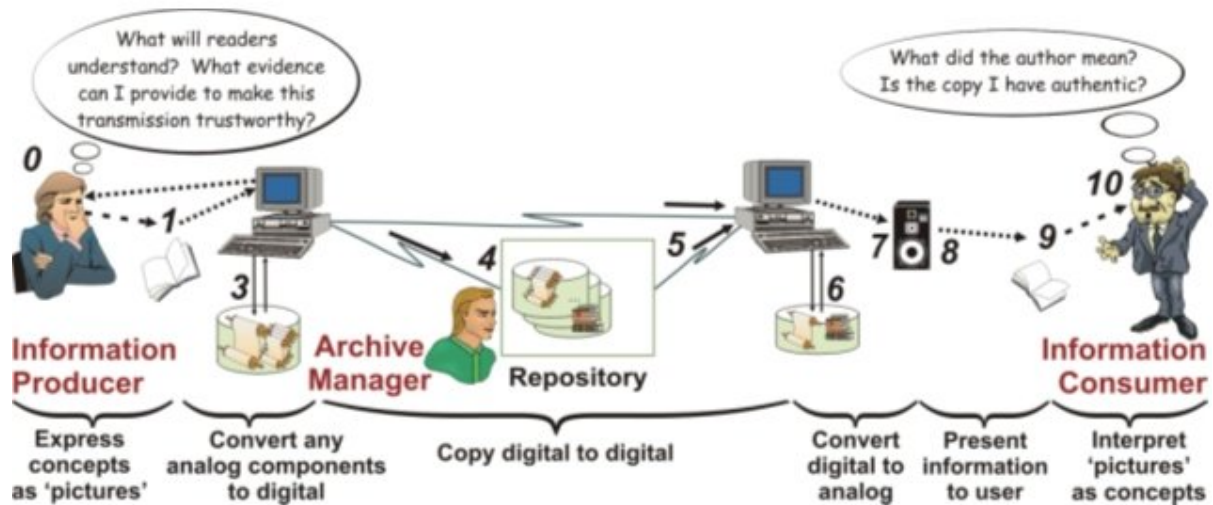 What will readers
understand? What evidence
can I provide to make this
transmission trustworthy?
What did the author mean?
Is the copy I have authentic?
0
1
3
4
5
6
7
8
9
10
Information
Producer
Archive
Manager
Repository
...
Information
Consumer
Express
concepts
as ‘pictures’
Convert any
analog components
to digital
Copy digital to digital
Convert
digital to
analog
Present
information
to user
Interpret
‘pictures’
as concepts